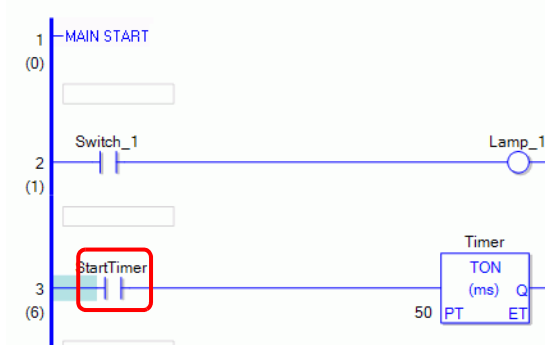 1 MAIN START
(0)
Switch_1 Lamp_1
2
(1)
StartTimer Timer
TON
3 (ms) Q
(6) 50 PT ET